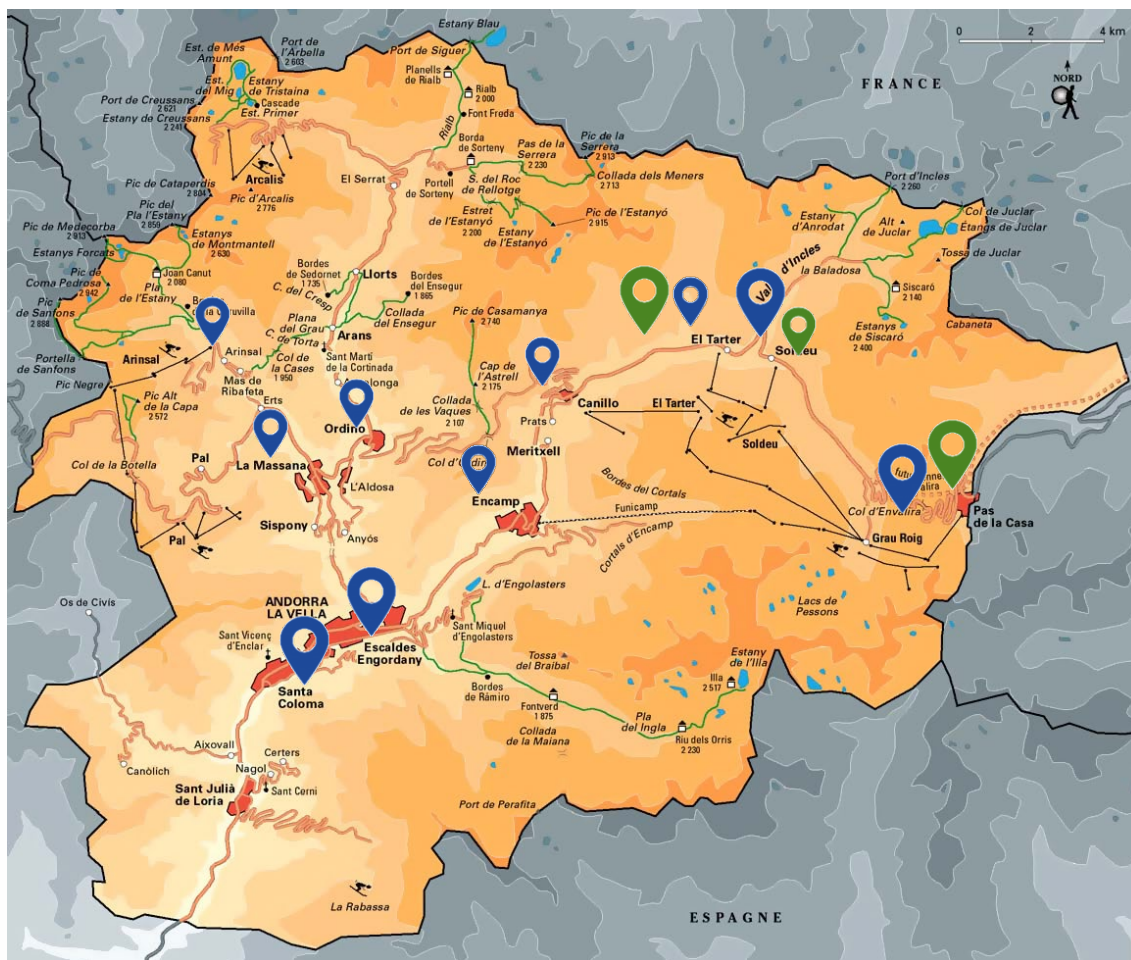 Estany Blau
0 2 4 km
NORD
FRANCE
Est. de Més
Amunt
Port de
l'Arbella
2 603
Port de Siguer
Est.
del Mig
Estany
de Tristaina
Planells
de Rialb
Port de Creussans
2 621
Cascade
Rialb
2 000
Estany de Creussans
2 241
Est. Primer
Font Freda
Rialb
Borda
de Sorteny
Pas de la
Serrera
2 230
Pic de la
Serrera
2 913
Arcalis
El Serrat
Portell
de Sorteny
S. del Roc
de Rellotge
Collada dels Meners
2 713
Port d'Incles
2 260
Pic de Cataperdis
2 804
Pic d'Arcalis
2 776
Estret
de l'Estanyó
2 200
Estany
de l'Estanyó
Pic de l'Estanyó
2 915
Pic del
Pla l'Estany
2 859
Estany
d'Anrodat
Alt
de Juclar
Col de Juclar
Étangs de Juclar
Pic de Medecorba
2 913
Estanys
de Montmantell
2 630
Estanys Forcats
Joan Canut
2 080
Bordes
de Sedornet
1 735
Llorts
Bordes
del Ensegur
1 865
d'Incles
la Baladosa
Tossa de Juclar
Pic de
Coma Pedrosa
2 942
Pla
de l'Estany
C. del Cresp
Siscaró
2 140
Pic
de Sanfons
2 888
Plana
del Grau
C. de Torta
Collada
del Ensegur
Pic de Casamanya
2 740
Estanys
de Siscaró
2 400
Cabaneta
Arans
El Tarter
Soldeu
Portella
de Sanfons
Arinsal
Arinsal
Col de
la Cases
1 950
Sant Martí
de la Cortinada
Cap de
l'Astrell
2 175
Pic Negre
Mas de
Ribafeta
Pic Alt
de la Capa
2 572
Erts
Ordino
Collada
de les Vaques
2 107
Canillo
El Tarter
Prats
Soldeu
La Massana
Meritxell
Pal
Col de la Botella
L'Aldosa
Encamp
Bordes del Cortals
Col d'Envalira
Pas
de la Casa
Funicamp
Sispony
Anyós
Cortals d'Encamp
Grau Roig
Pal
L. d'Engolasters
Lacs de
Pessons
Os de Civís
ANDORRA
LA VELLA
Sant Vicenç
d'Enclar
Sant Miquel
d'Engolasters
Escaldes
Engordany
Tossa
del Braibal
Estany
de l'Illa
Illa
2 517
Santa
Coloma
Bordes
de Ràmiro
Fontverd
1 875
Pla
del Ingla
Collada
de la Maiana
Riu dels Orris
2 230
Aixovall
Certers
Canòlich
Nagol
Sant Julià
de Loria
Sant Cerni
Port de Perafita
La Rabassa
ESPAGNE